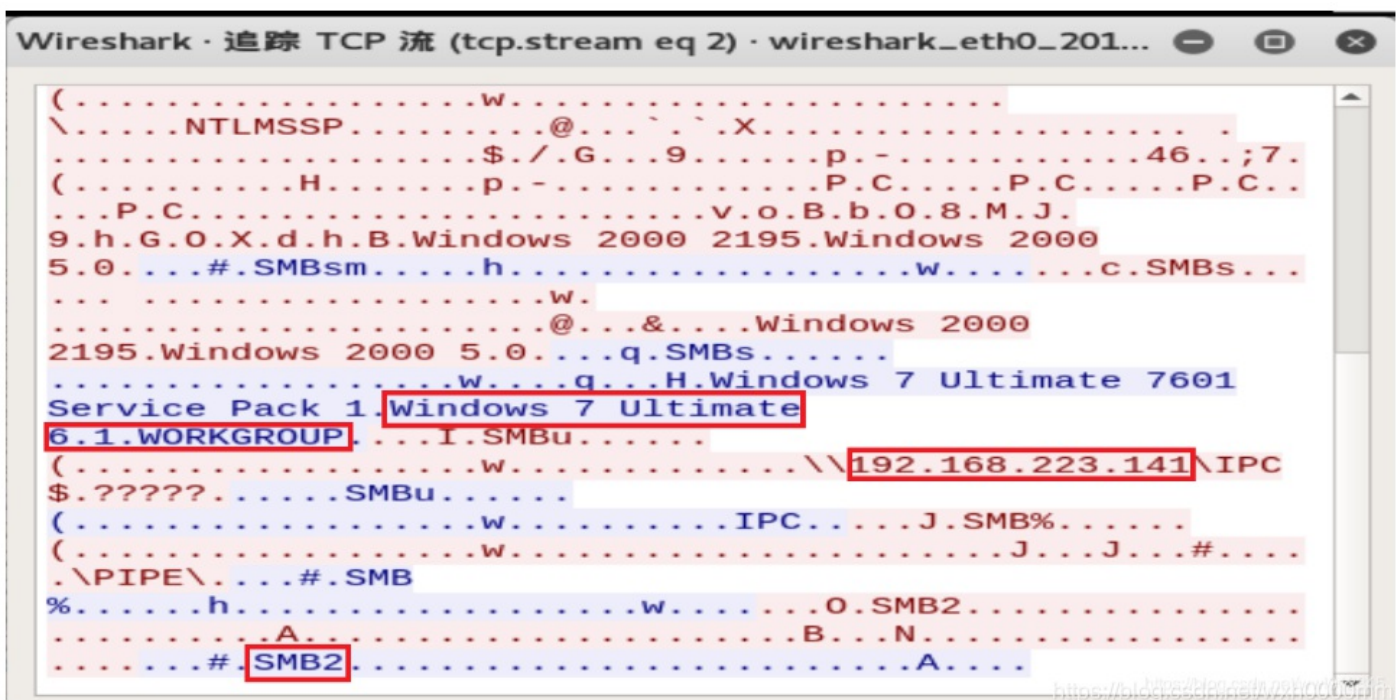 Wireshark · 追踪 TCP 流 (tcp.stream eq 2) · wireshark_eth0_201...
(..................w......................
\.....NTLMSSP.........@...`.`.X.................. .
....................$./.G...9......p.-...........46..;7.
(..........H.......p.-............P.C.....P.C.....P.C..
...P.C.........................v.o.B.b.O.8.M.J.
9.h.G.O.X.d.h.B.Windows 2000 2195.Windows 2000
5.0....#.SMBsm.....h..................w.......c.SMBs...
... ...................w.
........................@...&....Windows 2000
2195.Windows 2000 5.0....q.SMBs......
..................w....q...H.Windows 7 Ultimate 7601
Service Pack 1.Windows 7 Ultimate
6.1.WORKGROUP....I.SMBu......
(..................w.............\\192.168.223.141\IPC
$.?????......SMBu......
(..................w.........IPC.....J.SMB%......
(..................w......................J...J...#....
.\PIPE\....#.SMB
%......h..................w.......O.SMB2..............
..........A......................B...N................
.......#.SMB2........................A....